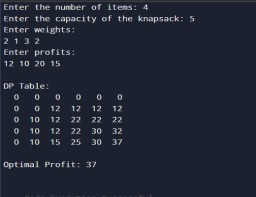 Enter the number of items: 4
Enter the capacity of the knapsack: 5
Enter weights:
2 1 3 2
Enter profits:
12 10 20 15
DP Table:
0 0 0 0 0 0
0 0 12 12 12 12
0 10 12 22 22 22
0 10 12 22 30 32
0 10 15 25 30 37
Optimal Profit: 37